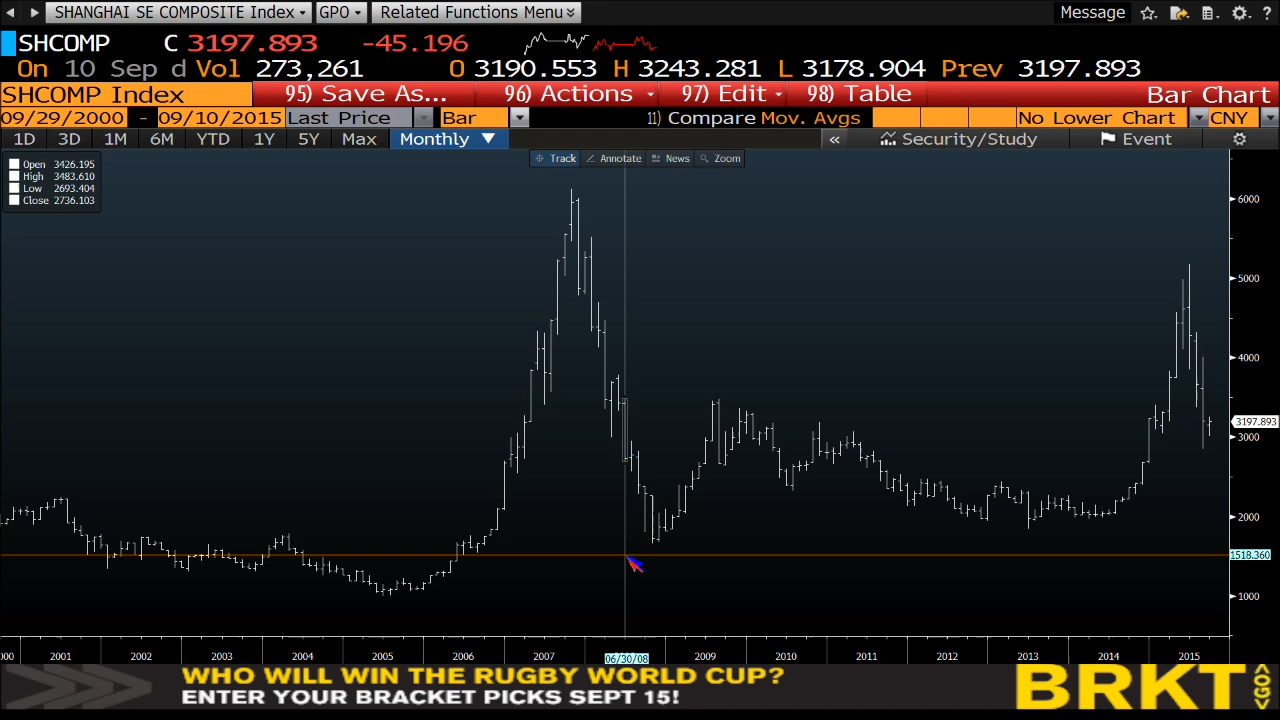 SHANGHAI SE COMPOSITE Index GPO Related Functions Menu Message ?
SHCOMP C 3197.893 -45.196
On 10 Sep d Vol 273,261 O 3190.553 H 3243.281 L 3178.904 Prev 3197.893
SHCOMP Index 95) Save As... 96) Actions 97) Edit 98) Table Bar Chart
09/29/2000 - 09/10/2015 Last Price Bar 11) Compare Mov. Avgs No Lower Chart CNY
1D 3D 1M 6M YTD 1Y 5Y Max Monthly « Security/Study Event
Track Annotate News Zoom
Open 3426.195
High 3483.610
Low 2693.404
Close 2736.103
6000
5000
4000
3197.893
3000
2000
1518.360
1000
00 2001 2002 2003 2004 2005 2006 2007 06/30/08 2009 2010 2011 2012 2013 2014 2015
WHO WILL WIN THE RUGBY WORLD CUP?
ENTER YOUR BRACKET PICKS SEPT 15!
BRKT <GO>